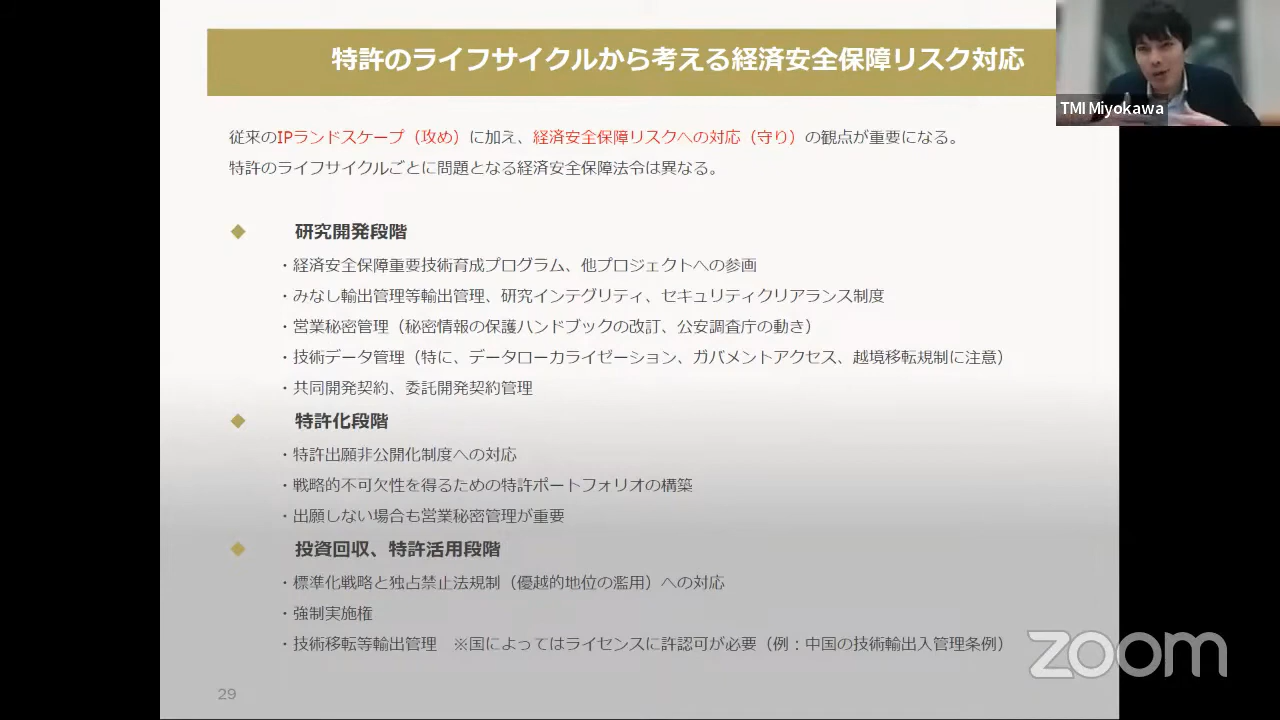 特許のライフサイクルから考える経済安全保障リスク対応
TMI Miyokawa
従来のIPランドスケープ（攻め）に加え、経済安全保障リスクへの対応（守り）の観点が重要になる。
特許のライフサイクルごとに問題となる経済安全保障法令は異なる。
◆ 研究開発段階
・経済安全保障重要技術育成プログラム、他プロジェクトへの参画
・みなし輸出管理等輸出管理、研究インテグリティ、セキュリティクリアランス制度
・営業秘密管理（秘密情報の保護ハンドブックの改訂、公安調査庁の動き）
・技術データ管理（特に、データローカライゼーション、ガバメントアクセス、越境移転規制に注意）
・共同開発契約、委託開発契約管理
◆ 特許化段階
・特許出願非公開化制度への対応
・戦略的不可欠性を得るための特許ポートフォリオの構築
・出願しない場合も営業秘密管理が重要
◆ 投資回収、特許活用段階
・標準化戦略と独占禁止法規制（優越的地位の濫用）への対応
・強制実施権
・技術移転等輸出管理　※国によってはライセンスに許認可が必要（例：中国の技術輸出入管理条例）
zoom
29